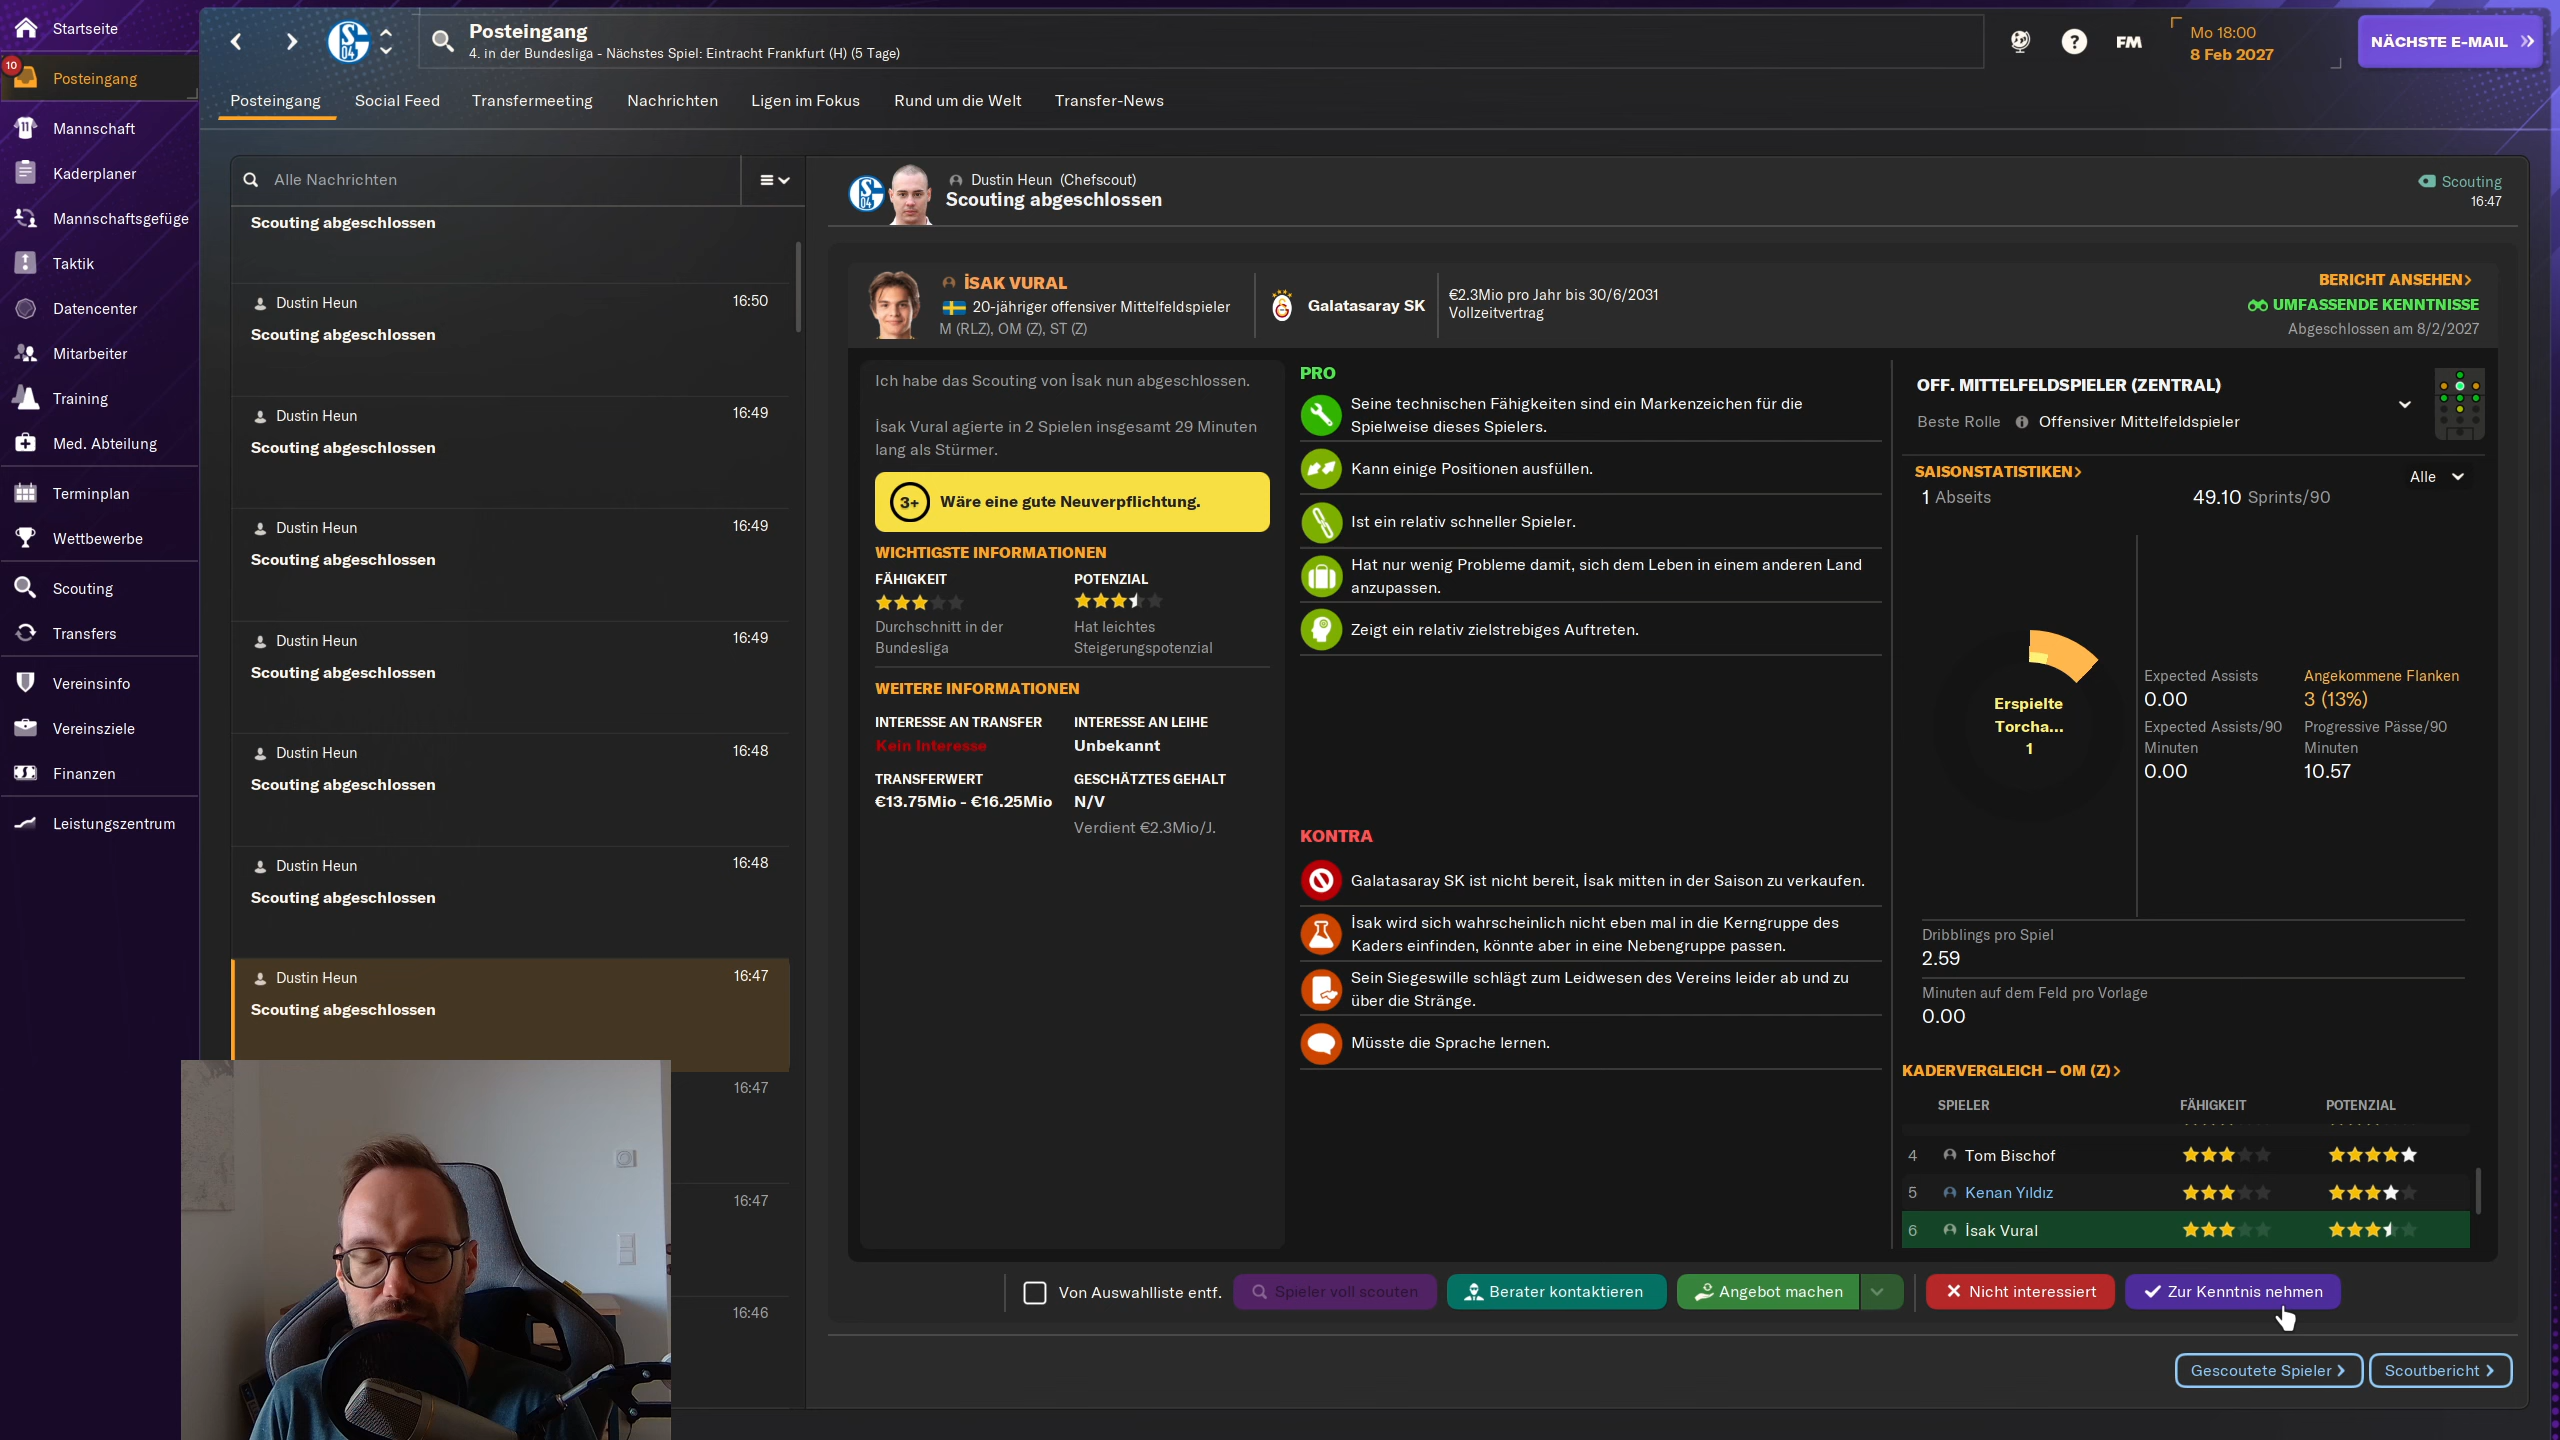 Startseite
10
Posteingang
Mannschaft
Kaderplaner
Mannschaftsgefüge
Taktik
Datencenter
Mitarbeiter
Training
Med. Abteilung
Terminplan
Wettbewerbe
Scouting
Transfers
Vereinsinfo
Vereinsziele
Finanzen
Leistungszentrum
Posteingang
4. in der Bundesliga - Nächstes Spiel: Eintracht Frankfurt (H) (5 Tage)
FM
Mo 18:00
8 Feb 2027
NÄCHSTE E-MAIL
Posteingang Social Feed Transfermeeting Nachrichten Ligen im Fokus Rund um die Welt Transfer-News
Alle Nachrichten
Scouting abgeschlossen
Dustin Heun 16:50
Scouting abgeschlossen
Dustin Heun 16:49
Scouting abgeschlossen
Dustin Heun 16:49
Scouting abgeschlossen
Dustin Heun 16:49
Scouting abgeschlossen
Dustin Heun 16:48
Scouting abgeschlossen
Dustin Heun 16:48
Scouting abgeschlossen
Dustin Heun 16:47
Scouting abgeschlossen
16:47
16:47
16:46
Dustin Heun (Chefscout)
Scouting abgeschlossen
Scouting
16:47
İSAK VURAL
20-jähriger offensiver Mittelfeldspieler
M (RLZ), OM (Z), ST (Z)
Galatasaray SK
€2.3Mio pro Jahr bis 30/6/2031
Vollzeitvertrag
BERICHT ANSEHEN
UMFASSENDE KENNTNISSE
Abgeschlossen am 8/2/2027
Ich habe das Scouting von İsak nun abgeschlossen.
İsak Vural agierte in 2 Spielen insgesamt 29 Minuten
lang als Stürmer.
3+ Wäre eine gute Neuverpflichtung.
WICHTIGSTE INFORMATIONEN
FÄHIGKEIT POTENZIAL
Durchschnitt in der
Bundesliga
Hat leichtes
Steigerungspotenzial
WEITERE INFORMATIONEN
INTERESSE AN TRANSFER INTERESSE AN LEIHE
Kein Interesse Unbekannt
TRANSFERWERT GESCHÄTZTES GEHALT
€13.75Mio - €16.25Mio N/V
Verdient €2.3Mio/J.
PRO
Seine technischen Fähigkeiten sind ein Markenzeichen für die
Spielweise dieses Spielers.
Kann einige Positionen ausfüllen.
Ist ein relativ schneller Spieler.
Hat nur wenig Probleme damit, sich dem Leben in einem anderen Land
anzupassen.
Zeigt ein relativ zielstrebiges Auftreten.
KONTRA
Galatasaray SK ist nicht bereit, İsak mitten in der Saison zu verkaufen.
İsak wird sich wahrscheinlich nicht eben mal in die Kerngruppe des
Kaders einfinden, könnte aber in eine Nebengruppe passen.
Sein Siegeswille schlägt zum Leidwesen des Vereins leider ab und zu
über die Stränge.
Müsste die Sprache lernen.
OFF. MITTELFELDSPIELER (ZENTRAL)
Beste Rolle Offensiver Mittelfeldspieler
SAISONSTATISTIKEN
Alle
1 Abseits 49.10 Sprints/90
Erspielte
Torcha...
1
Expected Assists
0.00
Expected Assists/90
Minuten
0.00
Angekommene Flanken
3 (13%)
Progressive Pässe/90
Minuten
10.57
Dribblings pro Spiel
2.59
Minuten auf dem Feld pro Vorlage
0.00
KADERVERGLEICH – OM (Z)
SPIELER FÄHIGKEIT POTENZIAL
4 Tom Bischof
5 Kenan Yıldız
6 İsak Vural
Von Auswahlliste entf.
Spieler voll scouten
Berater kontaktieren
Angebot machen
Nicht interessiert
Zur Kenntnis nehmen
Gescoutete Spieler
Scoutbericht